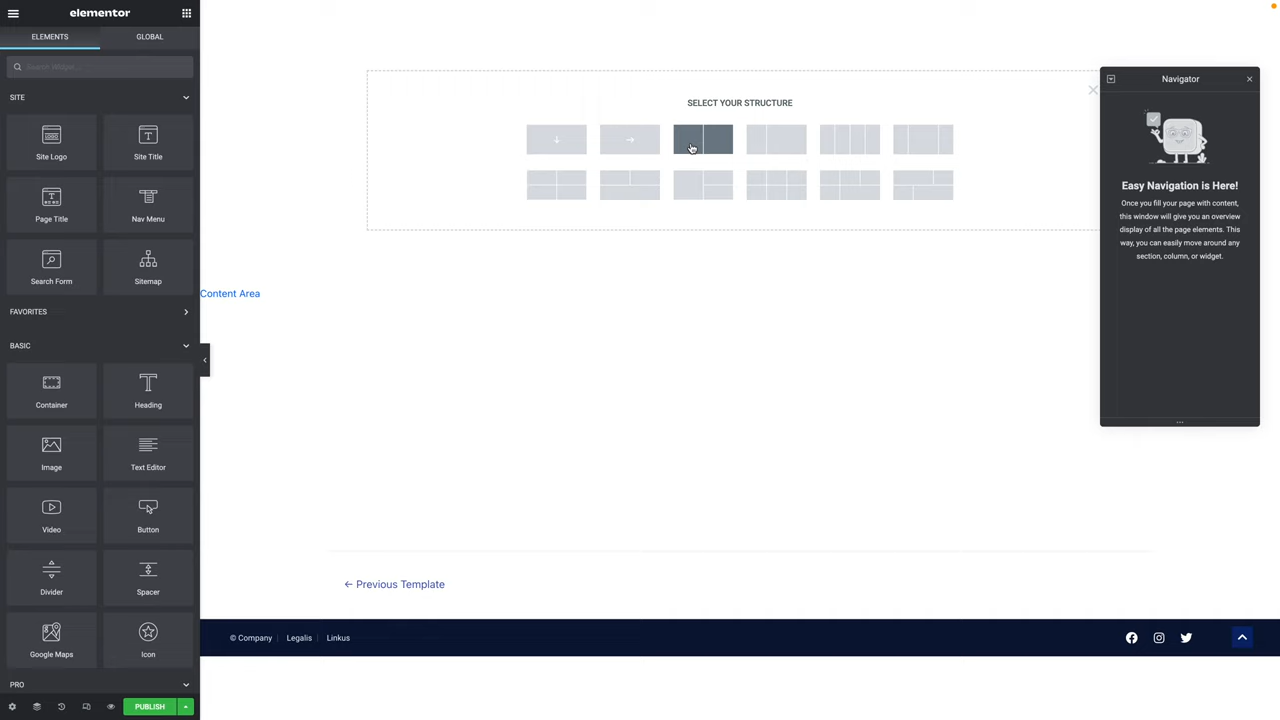 elementor
ELEMENTS
GLOBAL
Search Widget...
SITE
Site Logo
Site Title
Page Title
Nav Menu
Search Form
Sitemap
FAVORITES
BASIC
Container
Heading
Image
Text Editor
Video
Button
Divider
Spacer
Google Maps
Icon
PRO
PUBLISH
SELECT YOUR STRUCTURE
Content Area
← Previous Template
© Company
Legalis
Linkus
Navigator
Easy Navigation is Here!
Once you fill your page with content,
this window will give you an overview
display of all the page elements. This
way, you can easily move around any
section, column, or widget.